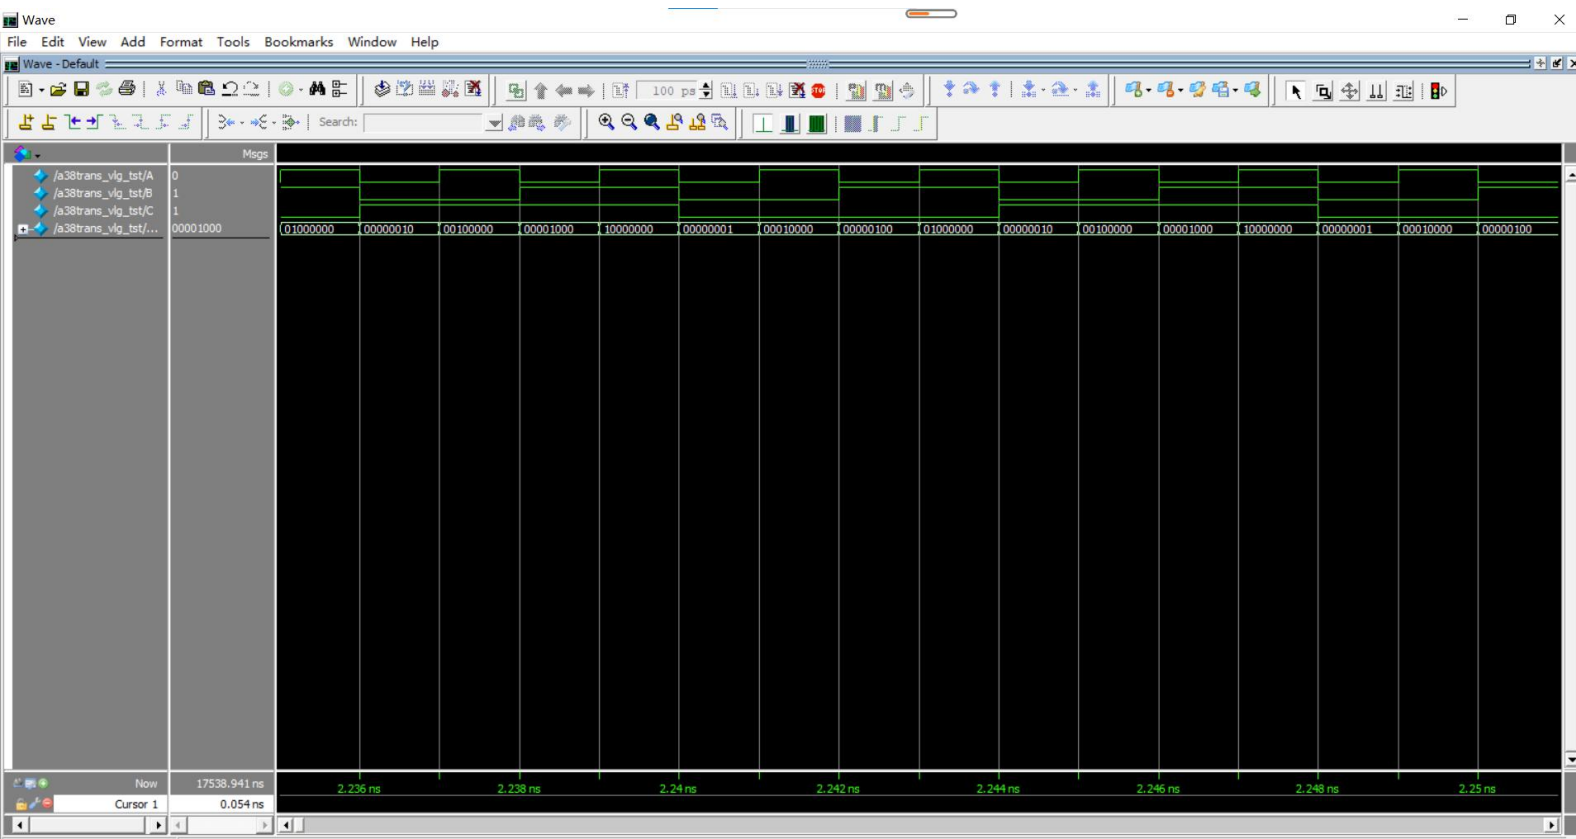 Wave
File Edit View Add Format Tools Bookmarks Window Help
Wave - Default
100 ps
Search:
Msgs
/a38trans_vlg_tst/A 0
/a38trans_vlg_tst/B 1
/a38trans_vlg_tst/C 1
/a38trans_vlg_tst/... 00001000 01000000 00000010 00100000 00001000 10000000 00000001 00010000 00000100 01000000 00000010 00100000 00001000 10000000 00000001 00010000 00000100
Now 17538.941 ns 2.236 ns 2.238 ns 2.24 ns 2.242 ns 2.244 ns 2.246 ns 2.248 ns 2.25 ns
Cursor 1 0.054 ns